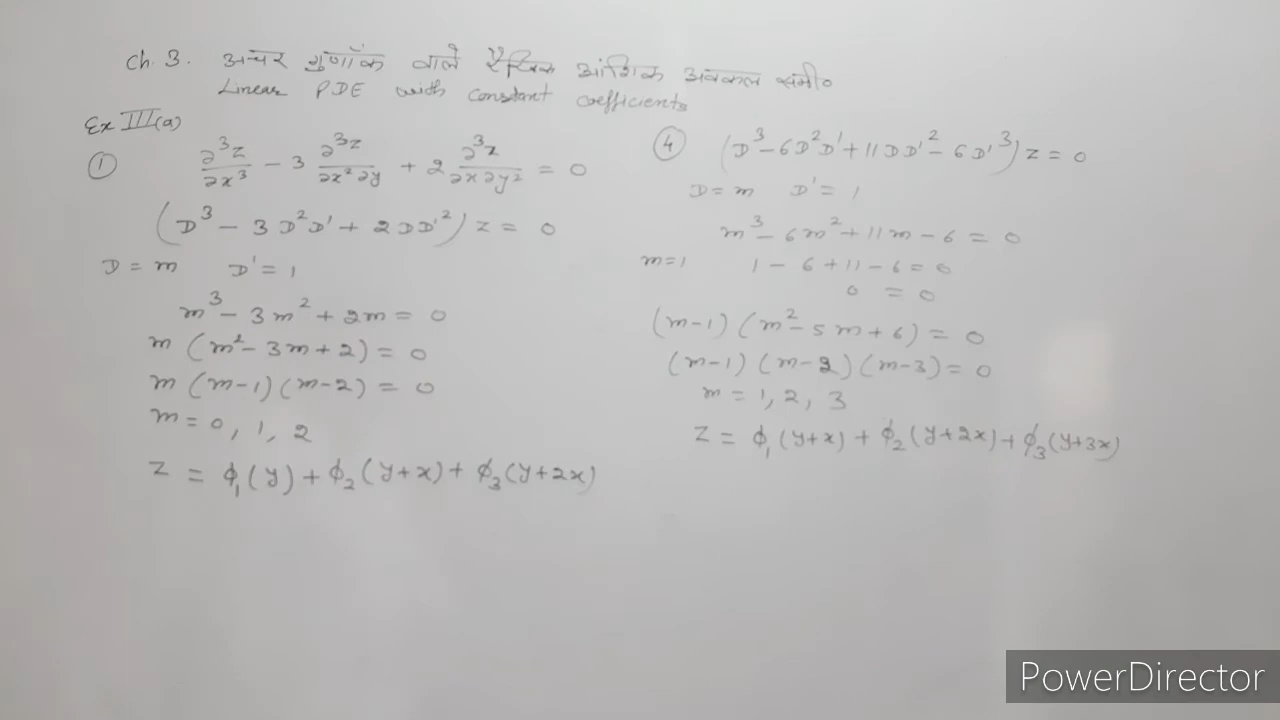 Ch. 3. अचर गुणांक वाले रैखिक आंशिक अवकल समी०
Linear PDE with constant coefficients
Ex III(a)
① ∂³z/∂x³ − 3 ∂³z/∂x²∂y + 2 ∂³z/∂x∂y² = 0
(D³ − 3D²D' + 2DD'²) z = 0
D = m D' = 1
m³ − 3m² + 2m = 0
m (m² − 3m + 2) = 0
m (m−1) (m−2) = 0
m = 0, 1, 2
z = ϕ₁(y) + ϕ₂(y+x) + ϕ₃(y+2x)
④ (D³ − 6D²D' + 11DD'² − 6D'³) z = 0
D = m D' = 1
m³ − 6m² + 11m − 6 = 0
m=1 1 − 6 + 11 − 6 = 0
0 = 0
(m−1) (m² − 5m + 6) = 0
(m−1) (m−2) (m−3) = 0
m = 1, 2, 3
z = ϕ₁(y+x) + ϕ₂(y+2x) + ϕ₃(y+3x)
PowerDirector